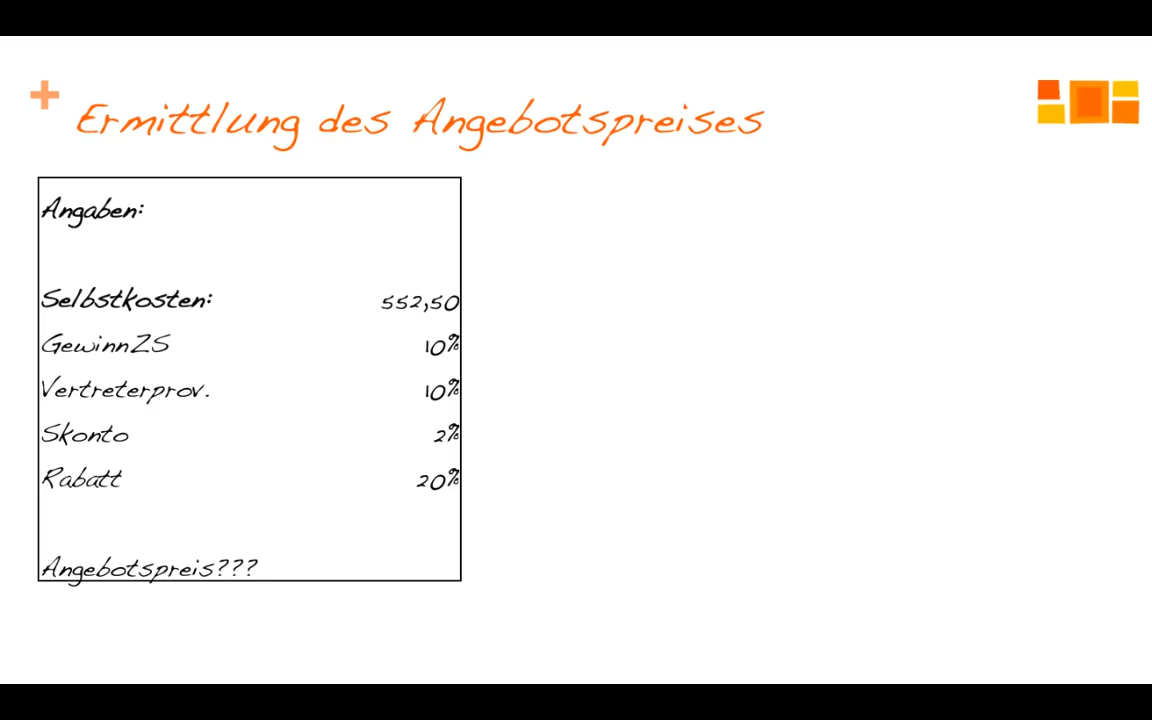 + Ermittlung des Angebotspreises
Angaben:
Selbstkosten: 552,50
GewinnZS 10%
Vertreterprov. 10%
Skonto 2%
Rabatt 20%
Angebotspreis???